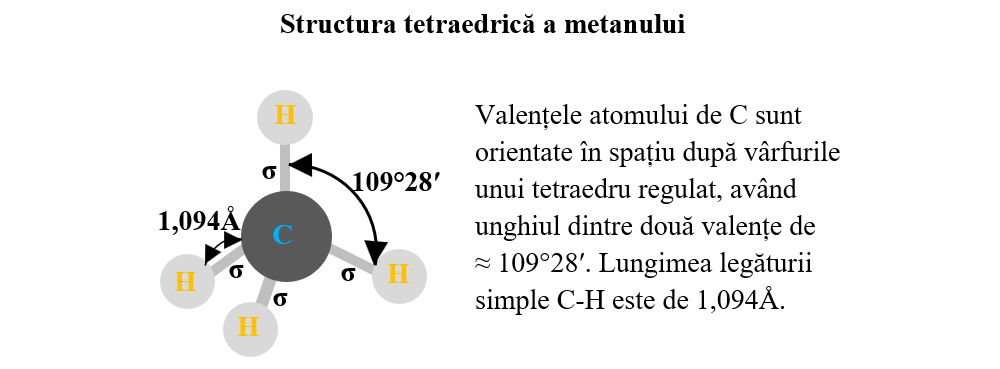 Structura tetraedrică a metanului
H
σ
109°28′
1,094Å
C
H
σ
σ
H
σ
H
Valențele atomului de C sunt
orientate în spațiu după vârfurile
unui tetraedru regulat, având
unghiul dintre două valențe de
≈ 109°28′. Lungimea legăturii
simple C-H este de 1,094Å.